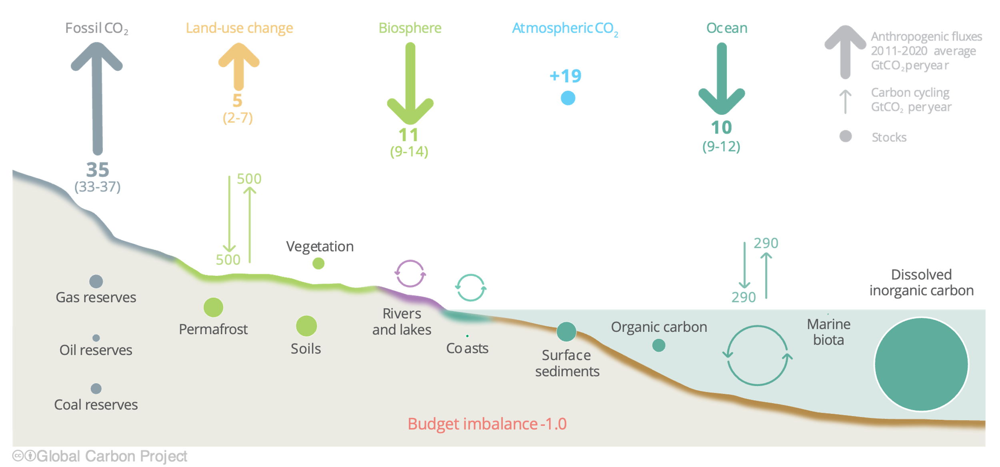 Fossil CO₂
Land-use change
Biosphere
Atmospheric CO₂
Ocean
Anthropogenic fluxes
2011-2020 average
GtCO₂ per year
Carbon cycling
GtCO₂ per year
Stocks
+19
5
(2-7)
11
(9-14)
10
(9-12)
35
(33-37)
500
500
Vegetation
290
290
Dissolved
inorganic carbon
Gas reserves
Permafrost
Soils
Rivers
and lakes
Coasts
Surface
sediments
Organic carbon
Marine
biota
Oil reserves
Coal reserves
Budget imbalance -1.0
cc Global Carbon Project